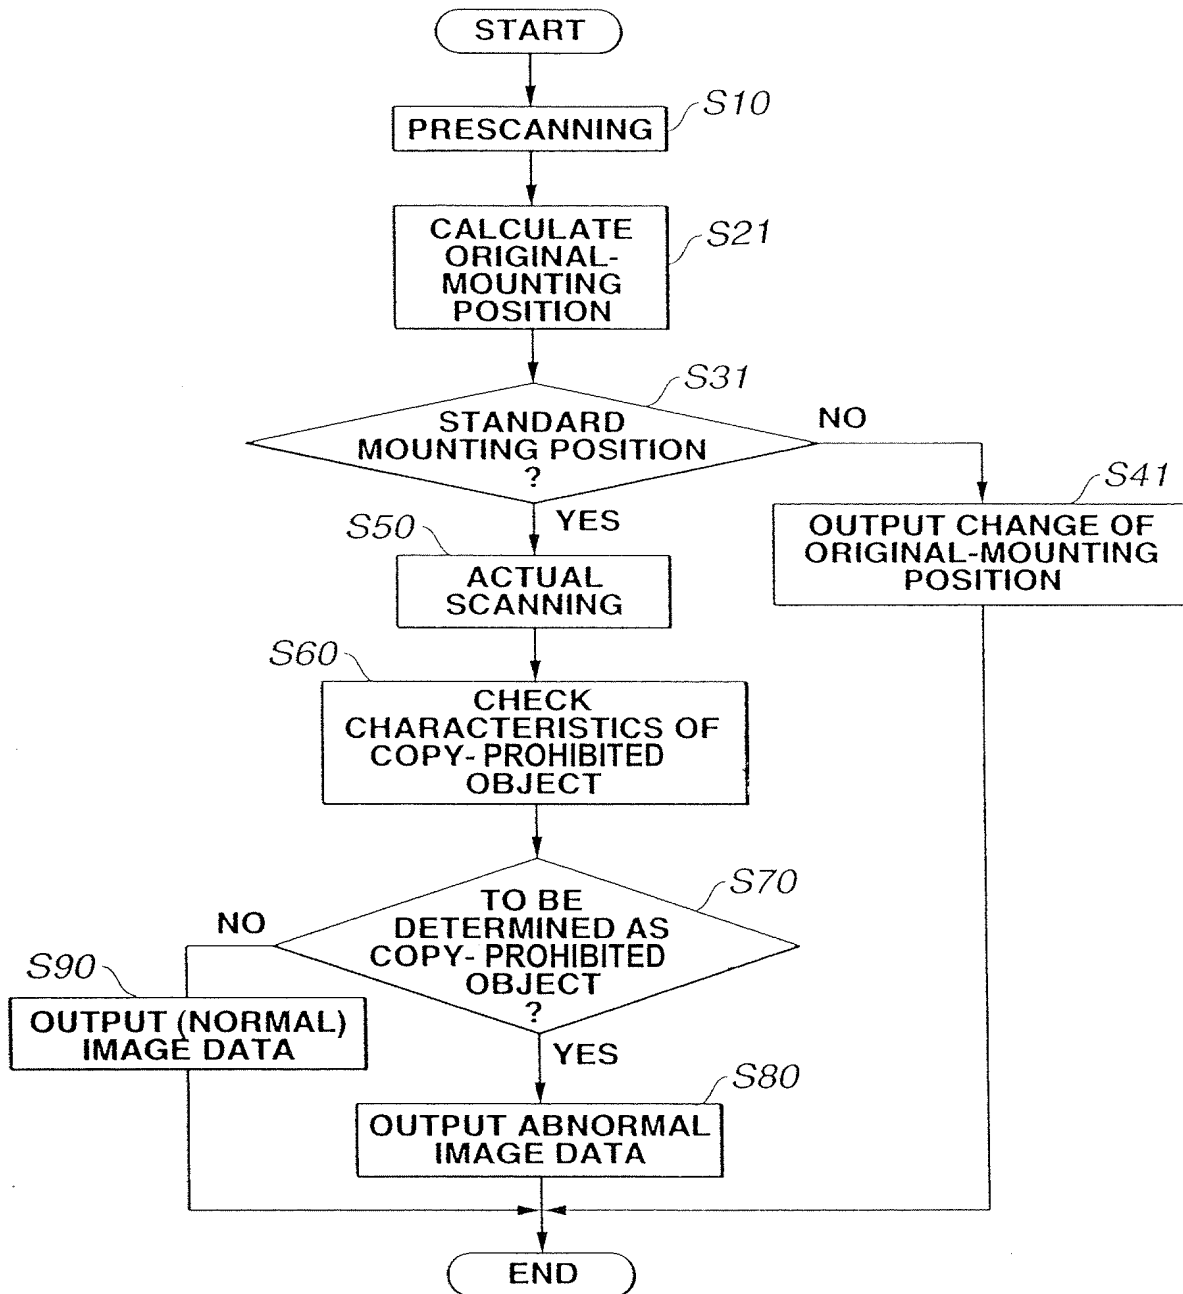 START
S10
PRESCANNING
S21
CALCULATE
ORIGINAL-
MOUNTING
POSITION
S31
STANDARD
MOUNTING POSITION
?
NO
YES
S41
OUTPUT CHANGE OF
ORIGINAL-MOUNTING
POSITION
S50
ACTUAL
SCANNING
S60
CHECK
CHARACTERISTICS OF
COPY- PROHIBITED
OBJECT
S70
TO BE
DETERMINED AS
COPY- PROHIBITED
OBJECT
?
NO
YES
S90
OUTPUT (NORMAL)
IMAGE DATA
S80
OUTPUT ABNORMAL
IMAGE DATA
END